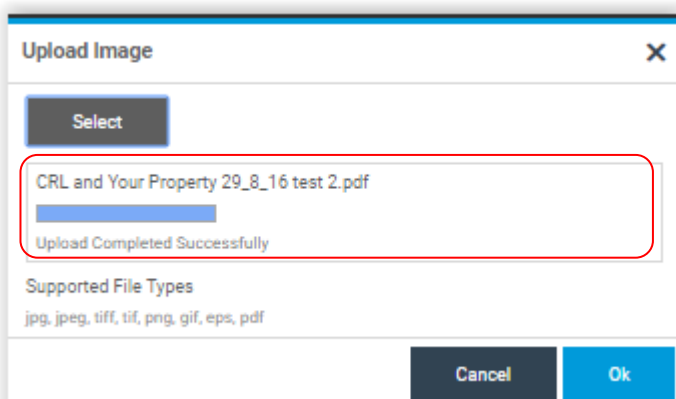 Upload Image
Select
CRL and Your Property 29_8_16 test 2.pdf
Upload Completed Successfully
Supported File Types
jpg, jpeg, tiff, tif, png, gif, eps, pdf
Cancel Ok